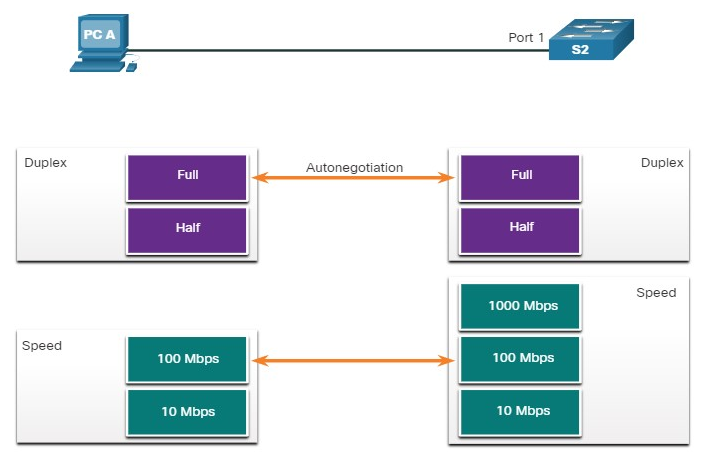 PC A
Port 1
S2
Duplex
Full
Autonegotiation
Full
Duplex
Half
Half
1000 Mbps
Speed
Speed
100 Mbps
100 Mbps
10 Mbps
10 Mbps